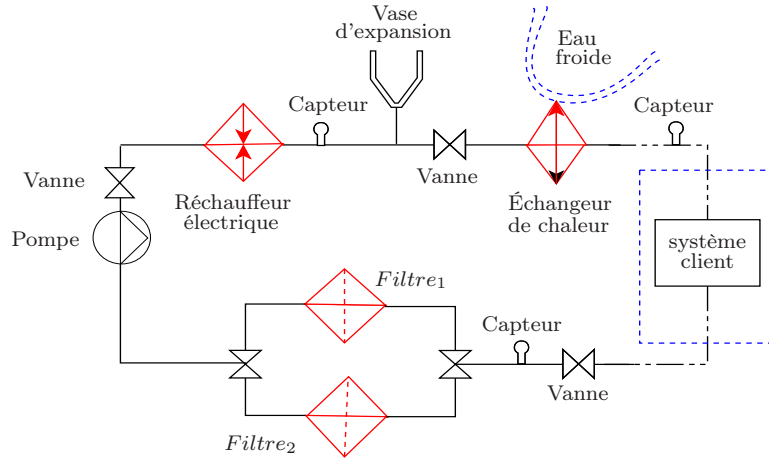 Vase
d'expansion
Eau
froide
Capteur
Capteur
Vanne
Vanne
Réchauffeur
électrique
Échangeur
de chaleur
Pompe
système
client
Filtre₁
Capteur
Vanne
Filtre₂